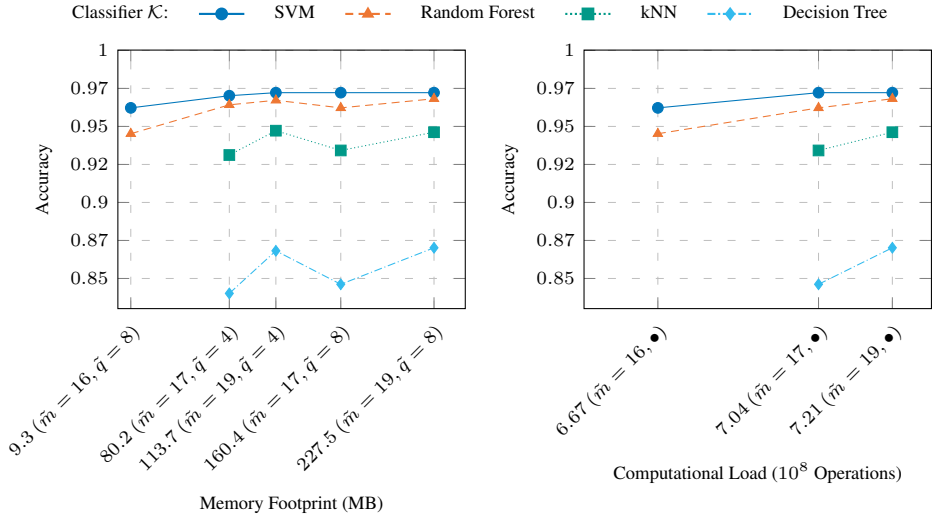 Classifier 𝒦: SVM Random Forest kNN Decision Tree
1
0.97
0.95
0.92
0.9
0.87
0.85
Accuracy
9.3 (m̃ = 16, q̃ = 8)
80.2 (m̃ = 17, q̃ = 4)
113.7 (m̃ = 19, q̃ = 4)
160.4 (m̃ = 17, q̃ = 8)
227.5 (m̃ = 19, q̃ = 8)
Memory Footprint (MB)
1
0.97
0.95
0.92
0.9
0.87
0.85
Accuracy
6.67 (m̃ = 16, •)
7.04 (m̃ = 17, •)
7.21 (m̃ = 19, •)
Computational Load (10⁸ Operations)